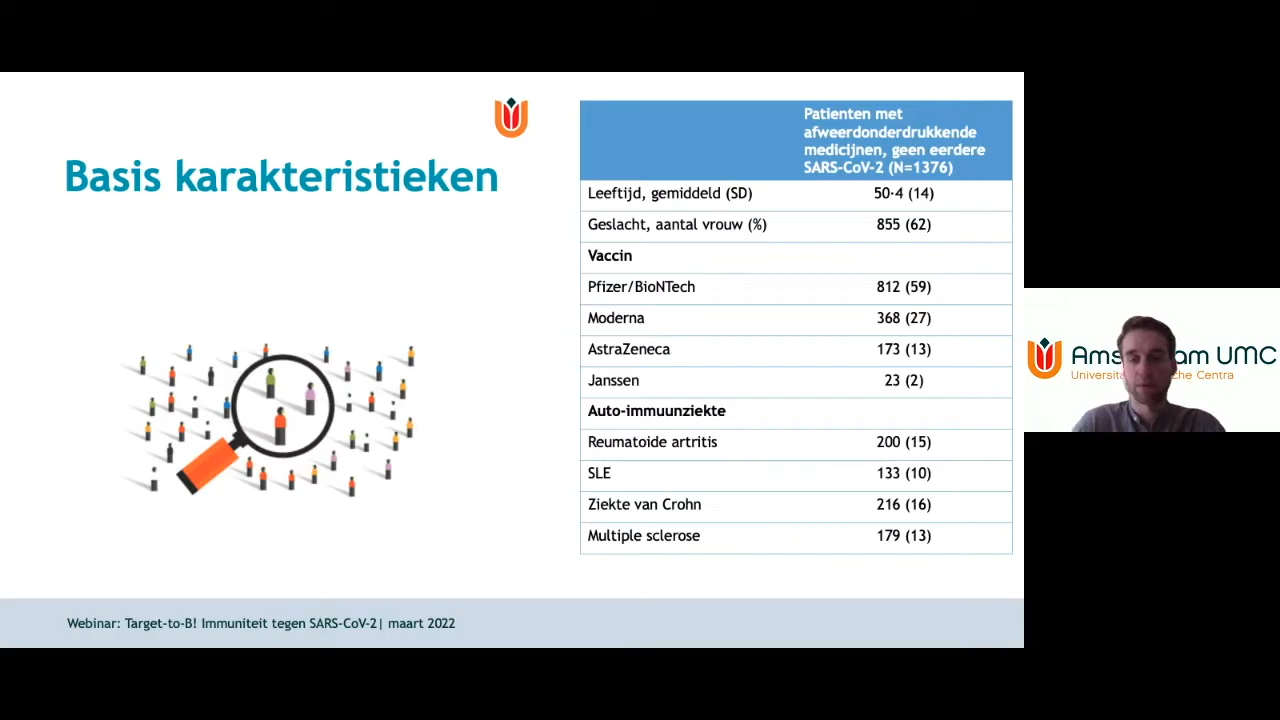 Basis karakteristieken
Patienten met
afweerdonderdrukkende
medicijnen, geen eerdere
SARS-CoV-2 (N=1376)
Leeftijd, gemiddeld (SD) 50·4 (14)
Geslacht, aantal vrouw (%) 855 (62)
Vaccin
Pfizer/BioNTech 812 (59)
Moderna 368 (27)
AstraZeneca 173 (13)
Janssen 23 (2)
Auto-immuunziekte
Reumatoide artritis 200 (15)
SLE 133 (10)
Ziekte van Crohn 216 (16)
Multiple sclerose 179 (13)
Webinar: Target-to-B! Immuniteit tegen SARS-CoV-2| maart 2022
UMC
Centra